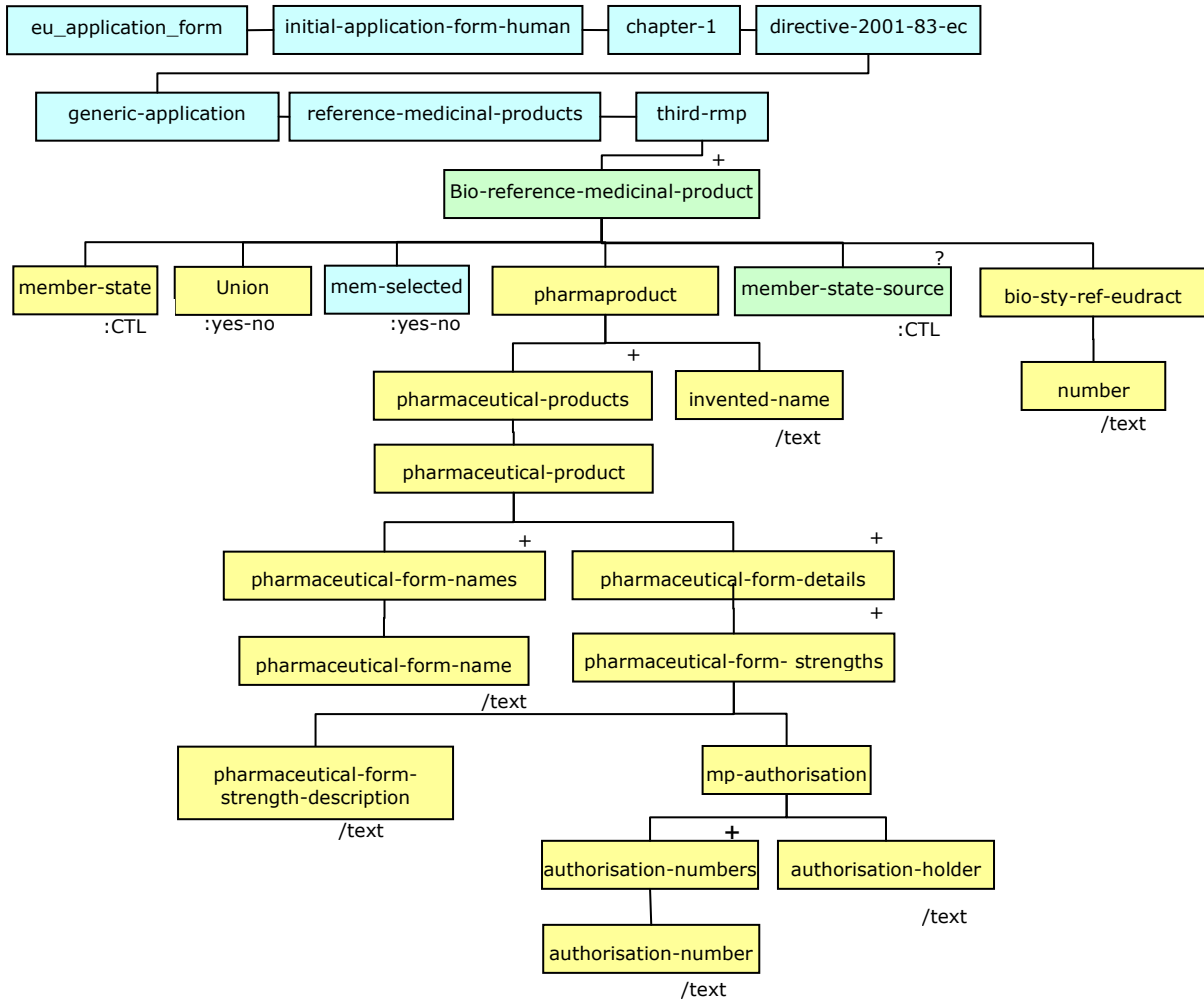 eu_application_form
initial-application-form-human
chapter-1
directive-2001-83-ec
generic-application
reference-medicinal-products
third-rmp
+
Bio-reference-medicinal-product
member-state
:CTL
Union
:yes-no
mem-selected
:yes-no
pharmaproduct
?
member-state-source
:CTL
bio-sty-ref-eudract
+
pharmaceutical-products
invented-name
/text
number
/text
pharmaceutical-product
+
pharmaceutical-form-names
+
pharmaceutical-form-details
pharmaceutical-form-name
/text
+
pharmaceutical-form- strengths
pharmaceutical-form-
strength-description
/text
mp-authorisation
+
authorisation-numbers
authorisation-holder
/text
authorisation-number
/text